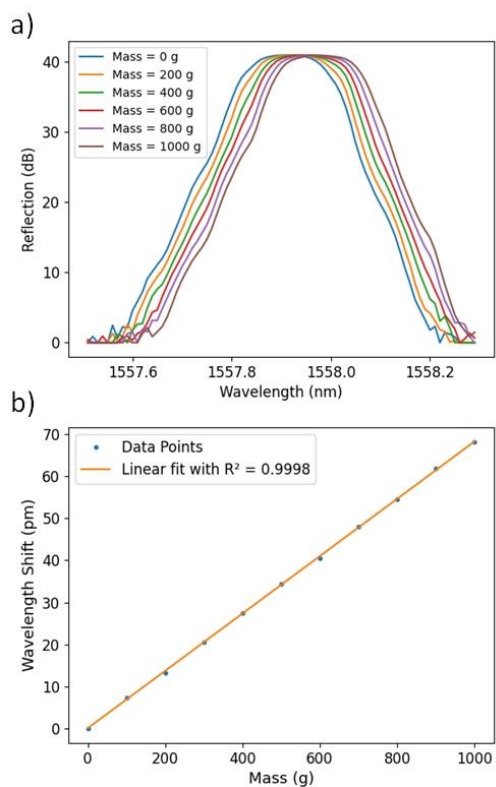 a)
40
30
20
10
0
Reflection (dB)
Mass = 0 g
Mass = 200 g
Mass = 400 g
Mass = 600 g
Mass = 800 g
Mass = 1000 g
1557.6 1557.8 1558.0 1558.2
Wavelength (nm)
b)
70
60
50
40
30
20
10
0
Wavelength Shift (pm)
Data Points
Linear fit with R² = 0.9998
0 200 400 600 800 1000
Mass (g)